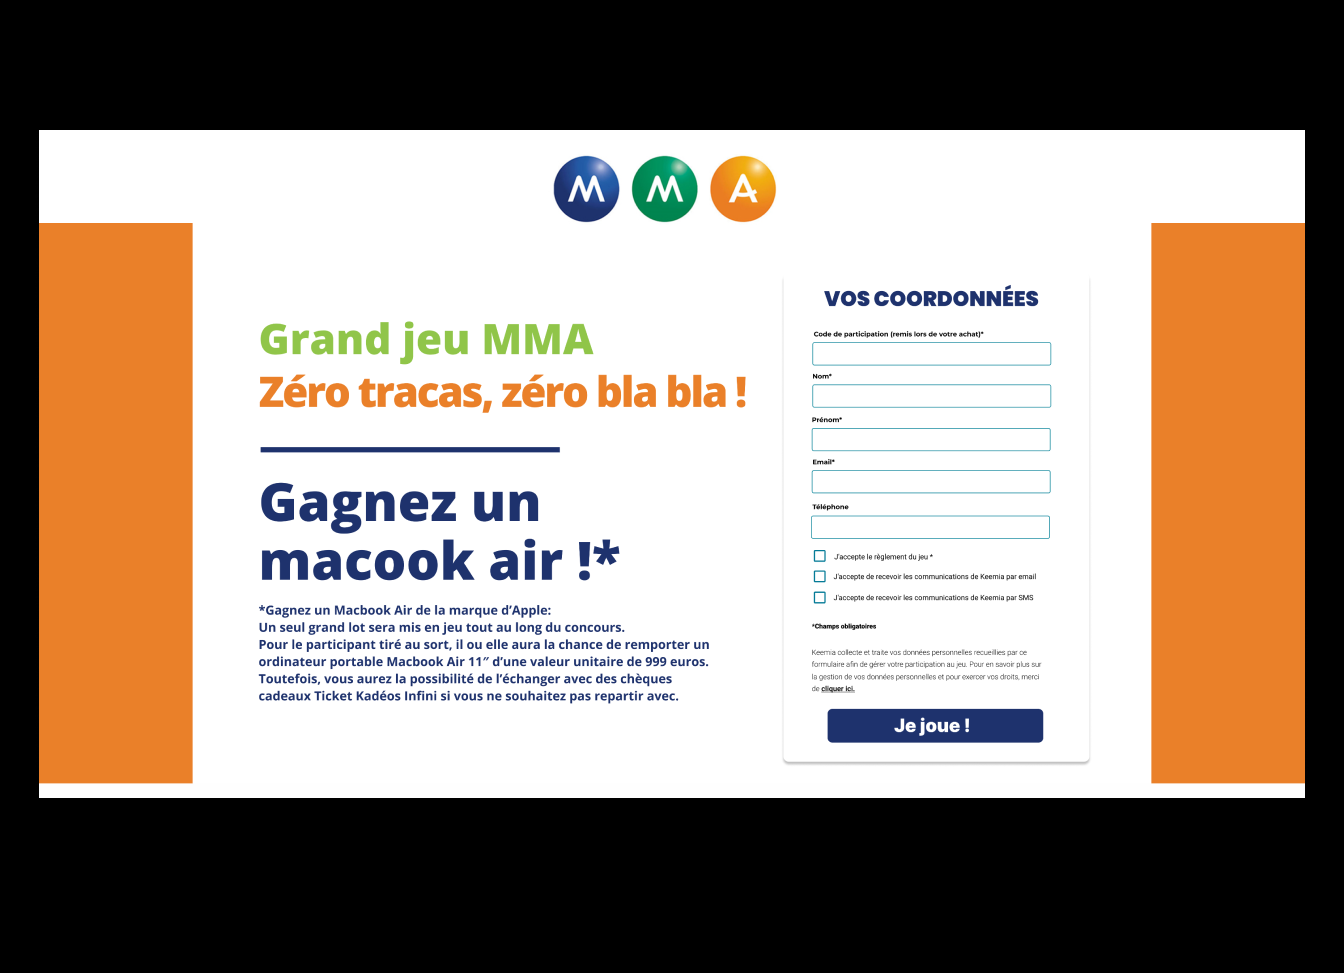 MMA
Grand jeu MMA
Zéro tracas, zéro bla bla !
Gagnez un
macook air !*
*Gagnez un Macbook Air de la marque d’Apple:
Un seul grand lot sera mis en jeu tout au long du concours.
Pour le participant tiré au sort, il ou elle aura la chance de remporter un
ordinateur portable Macbook Air 11″ d’une valeur unitaire de 999 euros.
Toutefois, vous aurez la possibilité de l’échanger avec des chèques
cadeaux Ticket Kadéos Infini si vous ne souhaitez pas repartir avec.
VOS COORDONNÉES
Code de participation (remis lors de votre achat)*
Nom*
Prénom*
Email*
Téléphone
J'accepte le règlement du jeu *
J'accepte de recevoir les communications de Keemia par email
J'accepte de recevoir les communications de Keemia par SMS
*Champs obligatoires
Keemia collecte et traite vos données personnelles recueillies par ce
formulaire afin de gérer votre participation au jeu. Pour en savoir plus sur
la gestion de vos données personnelles et pour exercer vos droits, merci
de cliquer ici.
Je joue !